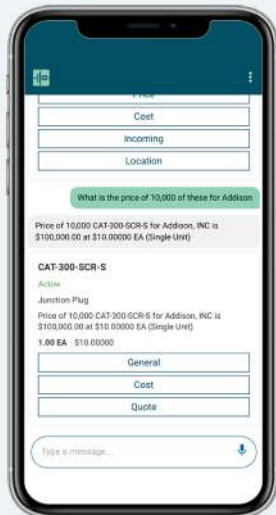 Price
Cost
Incoming
Location
What is the price of 10,000 of these for Addison
Price of 10,000 CAT-300-SCR-S for Addison, INC is
$100,000.00 at $10.00000 EA (Single Unit)
CAT-300-SCR-S
Active
Junction Plug
Price of 10,000 CAT-300-SCR-S for Addison, INC is
$100,000.00 at $10.00000 EA (Single Unit)
1.00 EA $10.00000
General
Cost
Quote
Type a message...